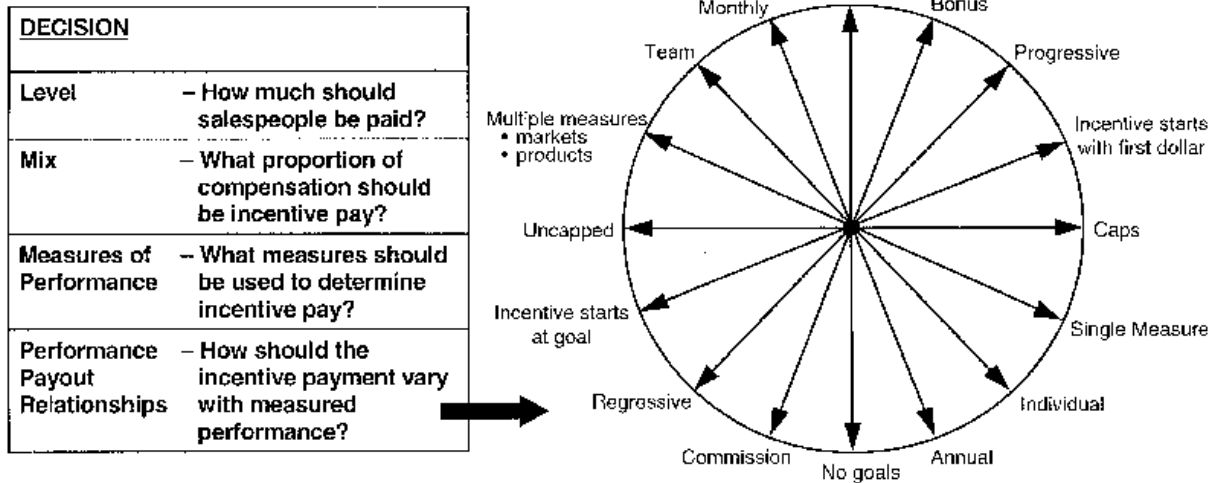 DECISION
Level – How much should
salespeople be paid?
Mix – What proportion of
compensation should
be incentive pay?
Measures of – What measures should
Performance be used to determine
incentive pay?
Performance – How should the
Payout incentive payment vary
Relationships with measured
performance?
Monthly
Bonus
Team
Progressive
Multiple measures
• markets
• products
Incentive starts
with first dollar
Uncapped
Caps
Incentive starts
at goal
Single Measure
Regressive
Individual
Commission
No goals
Annual